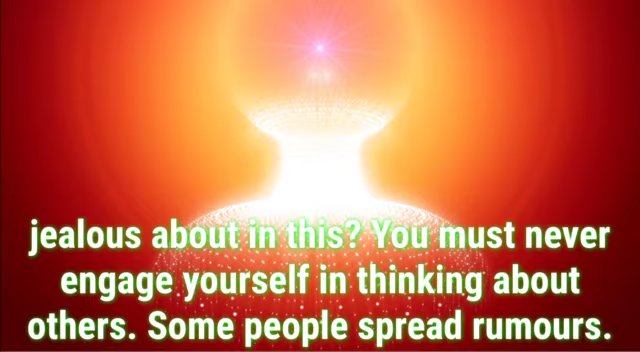 jealous about in this? You must never
engage yourself in thinking about
others. Some people spread rumours.